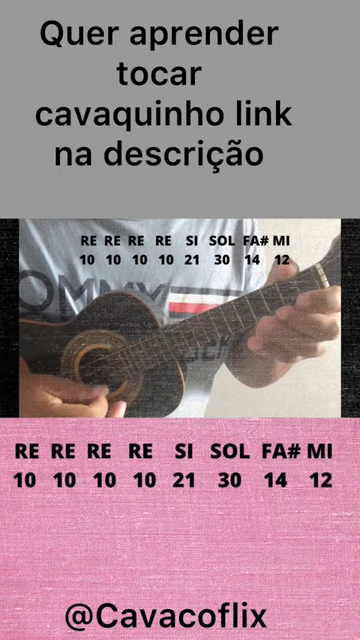 Quer aprender
tocar
cavaquinho link
na descrição
RE RE RE RE SI SOL FA# MI
10 10 10 10 21 30 14 12
OMMY
RE RE RE RE SI SOL FA# MI
10 10 10 10 21 30 14 12
@Cavacoflix